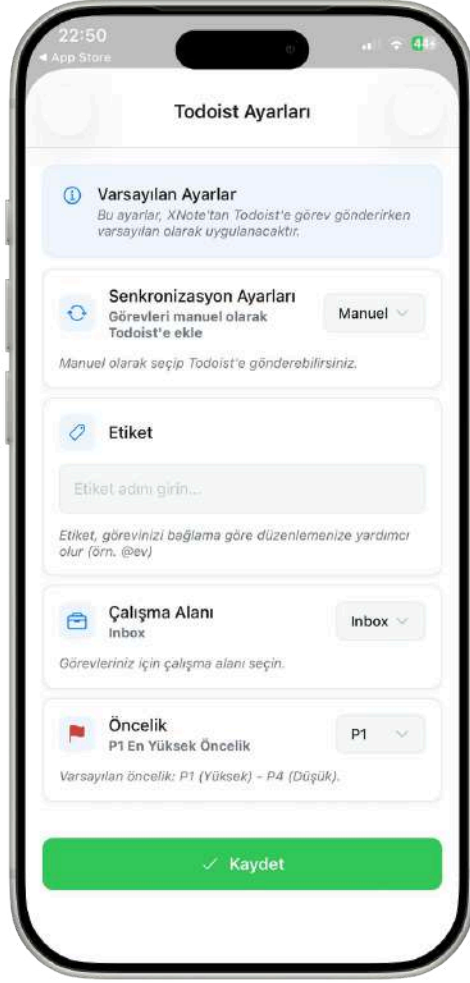 22:50
◀ App Store
44
Todoist Ayarları
Varsayılan Ayarlar
Bu ayarlar, XNote'tan Todoist'e görev gönderirken
varsayılan olarak uygulanacaktır.
Senkronizasyon Ayarları
Görevleri manuel olarak
Todoist'e ekle
Manuel
Manuel olarak seçip Todoist'e gönderebilirsiniz.
Etiket
Etiket adını girin...
Etiket, görevinizi bağlama göre düzenlemenize yardımcı
olur (örn. @ev)
Çalışma Alanı
Inbox
Inbox
Görevleriniz için çalışma alanı seçin.
Öncelik
P1 En Yüksek Öncelik
P1
Varsayılan öncelik: P1 (Yüksek) - P4 (Düşük).
✓ Kaydet